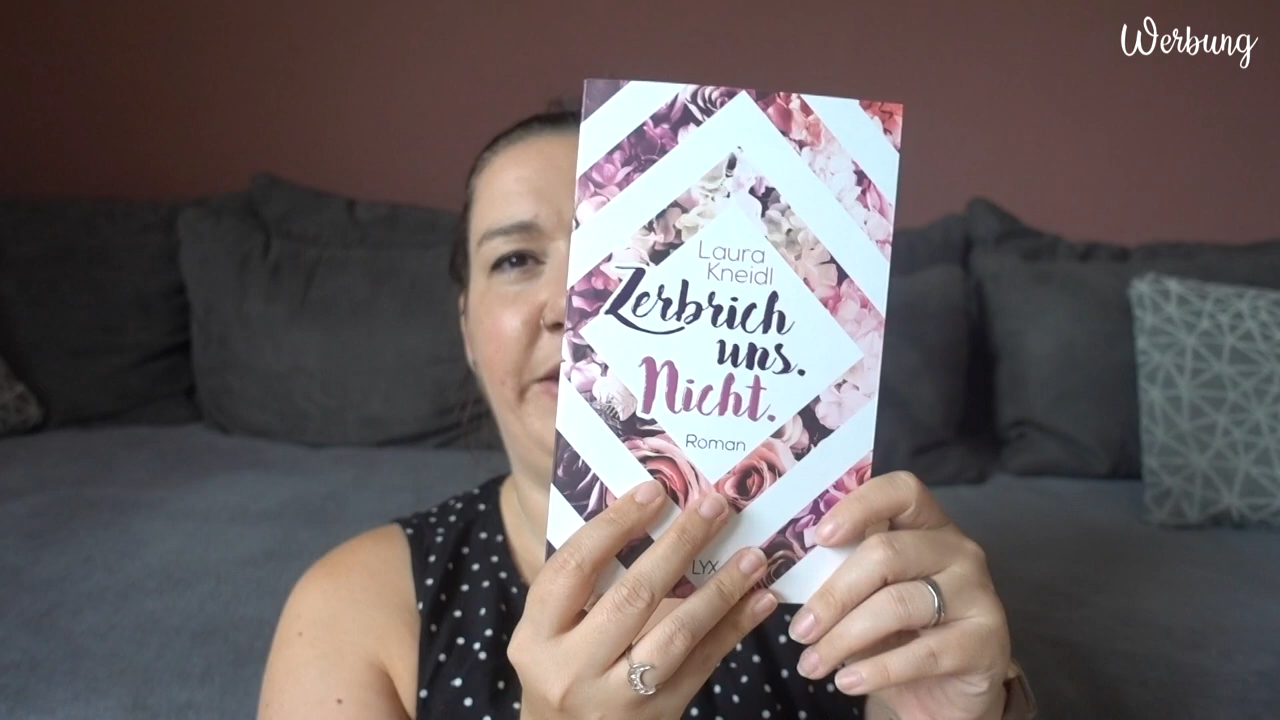 Werbung
Laura
Kneidl
Zerbrich
uns.
Nicht.
Roman
LYX